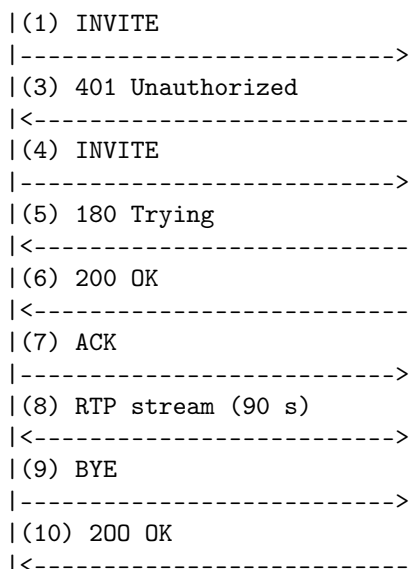 |(1) INVITE
|--------------------------->
|(3) 401 Unauthorized
|<---------------------------
|(4) INVITE
|--------------------------->
|(5) 180 Trying
|<---------------------------
|(6) 200 OK
|<---------------------------
|(7) ACK
|--------------------------->
|(8) RTP stream (90 s)
|<-------------------------->
|(9) BYE
|--------------------------->
|(10) 200 OK
|<---------------------------